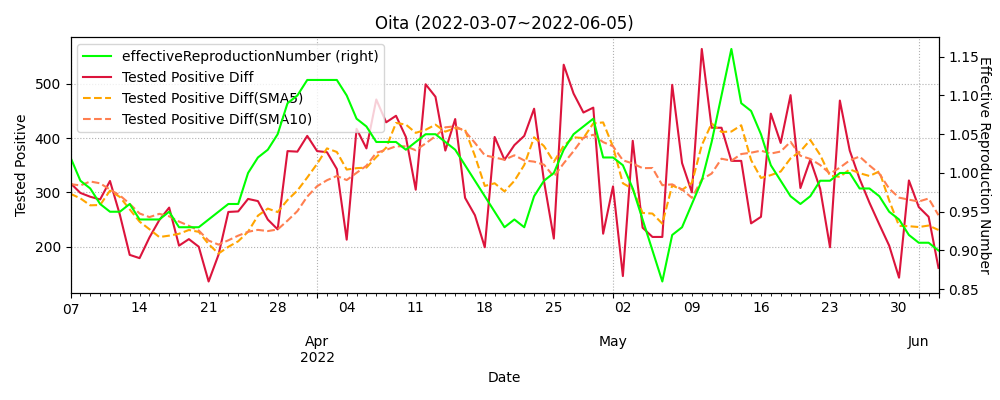 Oita (2022-03-07~2022-06-05)
effectiveReproductionNumber (right)
Tested Positive Diff
Tested Positive Diff(SMA5)
Tested Positive Diff(SMA10)
Tested Positive
500
400
300
200
1.15
1.10
1.05
1.00
0.95
0.90
0.85
Effective Reproduction Number
07 14 21 28 04 11 18 25 02 09 16 23 30
Apr May Jun
2022
Date